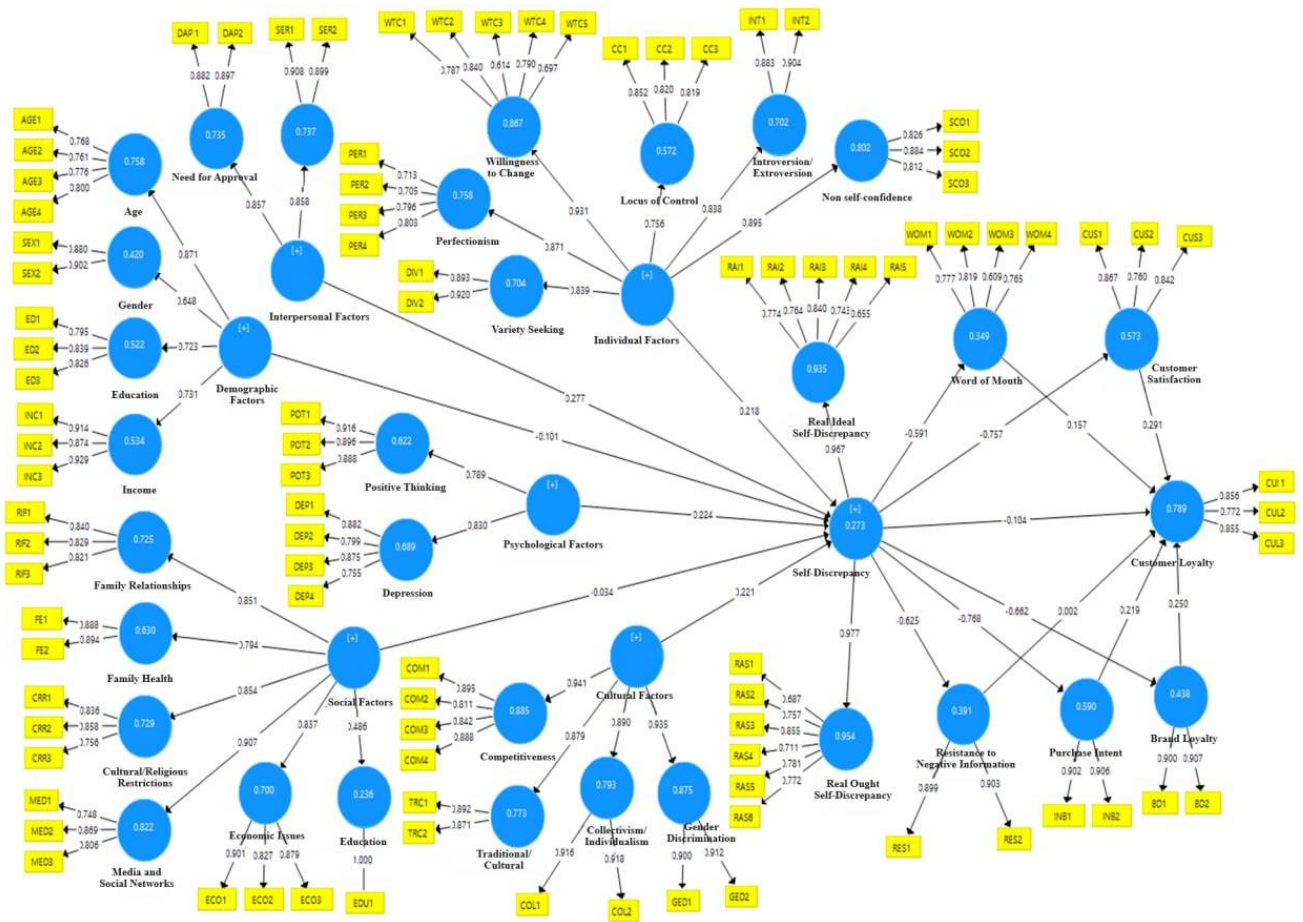 DAP 1
DAP2
SER1
SER2
0.882
0.897
0.908
0.899
0.735
Need for Approval
0.737
0.857
0.858
[+]
Interpersonal Factors
0.277
WTC1
WTC2
WTC3
WTC4
WTC5
0.787
0.840
0.614
0.790
0.697
0.867
Willingness
to Change
0.931
CC1
CC2
CC3
0.852
0.820
0.819
0.572
Locus of Control
0.756
INT1
INT2
0.883
0.904
0.702
Introversion/
Extroversion
0.838
SCO1
SCO2
SCO3
0.826
0.884
0.812
0.802
Non self-confidence
0.895
PER1
PER2
PER3
PER4
0.713
0.705
0.796
0.803
0.758
Perfectionism
0.871
DIV1
DIV2
0.893
0.920
0.704
Variety Seeking
0.839
[+]
Individual Factors
0.218
AGE1
AGE2
AGE3
AGE4
0.768
0.761
0.776
0.800
0.758
Age
0.871
SEX1
SEX2
0.880
0.902
0.420
Gender
0.648
ED1
ED2
ED3
0.795
0.839
0.826
0.522
Education
0.723
INC1
INC2
INC3
0.914
0.874
0.929
0.534
Income
0.731
[+]
Demographic
Factors
-0.101
RAI1
RAI2
RAI3
RAI4
RAI5
0.774
0.764
0.840
0.743
0.655
0.935
Real Ideal
Self-Discrepancy
0.967
WOM1
WOM2
WOM3
WOM4
0.777
0.819
0.609
0.765
0.349
Word of Mouth
-0.591
0.157
CUS1
CUS2
CUS3
0.867
0.760
0.842
0.573
Customer
Satisfaction
-0.757
0.291
POT1
POT2
POT3
0.916
0.896
0.888
0.622
Positive Thinking
0.789
DEP1
DEP2
DEP3
DEP4
0.882
0.799
0.875
0.755
0.689
Depression
0.830
[+]
Psychological Factors
0.224
[+]
0.273
Self-Discrepancy
-0.104
0.789
Customer Loyalty
0.856
0.772
0.855
CUl 1
CUL2
CUL3
RIF1
RIF2
RIF3
0.840
0.829
0.821
0.725
Family Relationships
0.851
FE1
FE2
0.888
0.894
0.630
Family Health
0.794
CRR1
CRR2
CRR3
0.836
0.858
0.756
0.729
Cultural/Religious
Restrictions
0.854
MED1
MED2
MED3
0.748
0.869
0.806
0.822
Media and
Social Networks
0.907
[+]
Social Factors
-0.034
0.837
0.486
0.700
Economic Issues
0.901
0.827
0.879
ECO1
ECO2
ECO3
0.236
Education
1.000
EDU1
[+]
Cultural Factors
0.221
COM1
COM2
COM3
COM4
0.895
0.811
0.842
0.888
0.885
Competitiveness
0.941
TRC1
TRC2
0.892
0.871
0.773
Traditional/
Cultural
0.879
0.890
0.793
Collectivism/
Individualism
0.916
0.918
COL1
COL2
0.935
0.875
Gender
Discrimination
0.900
0.912
GED1
GED2
RAS1
RAS2
RAS3
RAS4
RAS5
RAS6
0.687
0.757
0.855
0.711
0.781
0.772
0.954
Real Ought
Self-Discrepancy
0.977
-0.625
0.002
0.391
Resistance to
Negative Information
0.899
0.903
RES1
RES2
-0.768
0.219
0.590
Purchase Intent
0.902
0.906
INB1
INB2
-0.662
0.250
0.438
Brand Loyalty
0.900
0.907
BD1
BD2